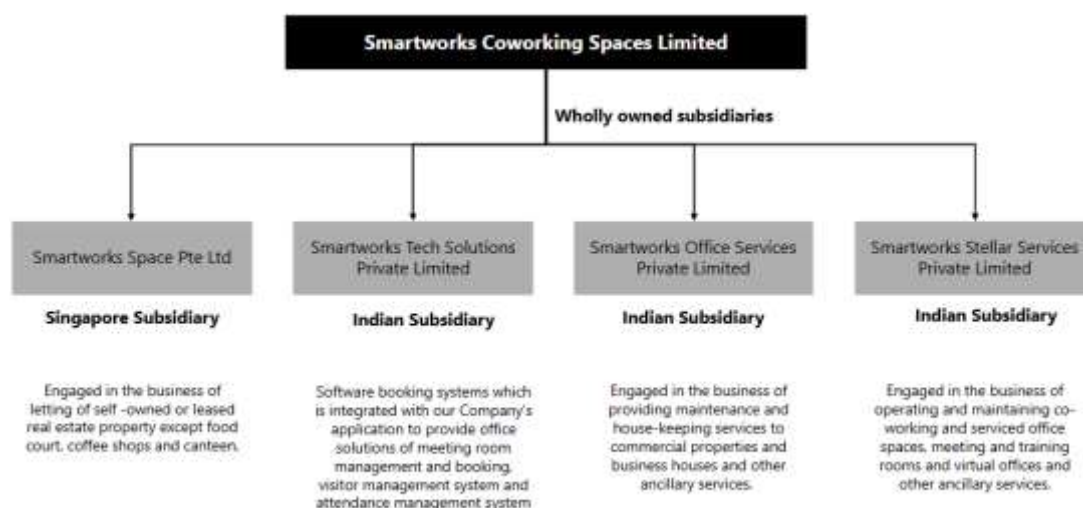 Smartworks Coworking Spaces Limited
Wholly owned subsidiaries
Smartworks Space Pte Ltd
Singapore Subsidiary
Engaged in the business of
letting of self -owned or leased
real estate property except food
court, coffee shops and canteen.
Smartworks Tech Solutions
Private Limited
Indian Subsidiary
Software booking systems which
is integrated with our Company's
application to provide office
solutions of meeting room
management and booking,
visitor management system and
attendance management system
Smartworks Office Services
Private Limited
Indian Subsidiary
Engaged in the business of
providing maintenance and
house-keeping services to
commercial properties and
business houses and other
ancillary services.
Smartworks Stellar Services
Private Limited
Indian Subsidiary
Engaged in the business of
operating and maintaining co-
working and serviced office
spaces, meeting and training
rooms and virtual offices and
other ancillary services.